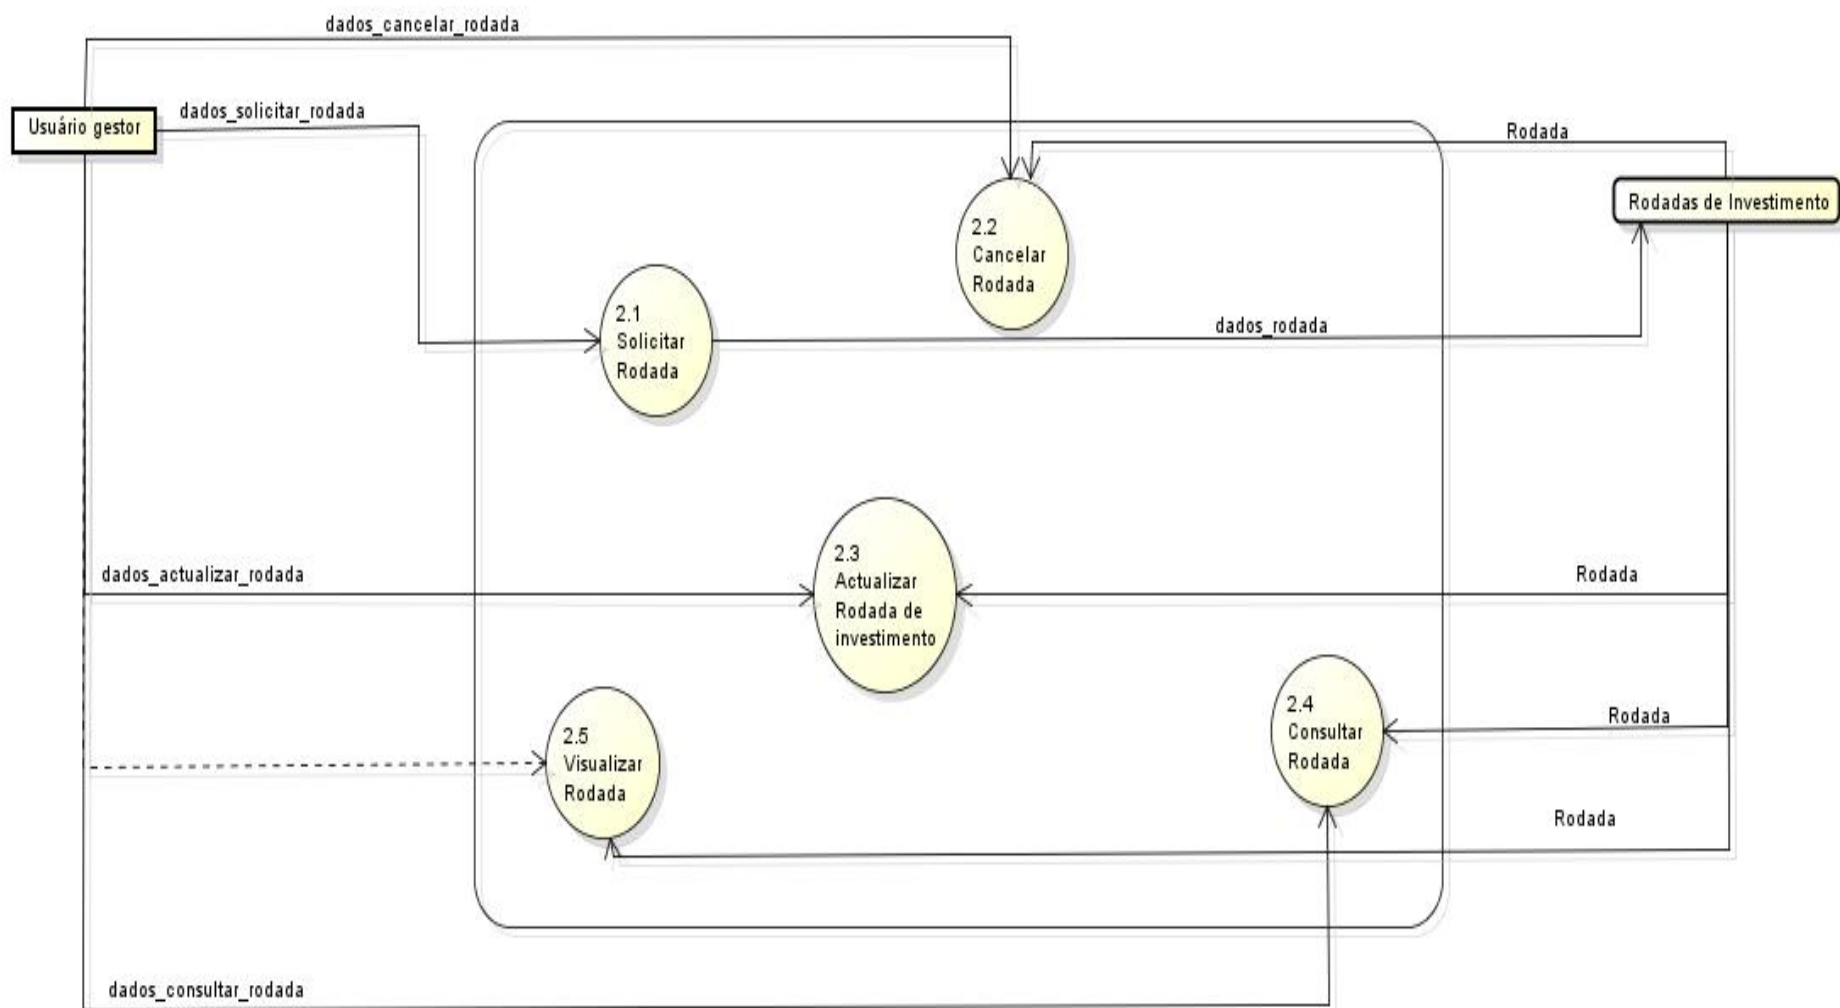 dados_cancelar_rodada
dados_solicitar_rodada
Usuário gestor
Rodada
Rodadas de Investimento
2.2
Cancelar
Rodada
2.1
Solicitar
Rodada
dados_rodada
2.3
Actualizar
Rodada de
investimento
dados_actualizar_rodada
Rodada
2.4
Consultar
Rodada
Rodada
2.5
Visualizar
Rodada
Rodada
dados_consultar_rodada